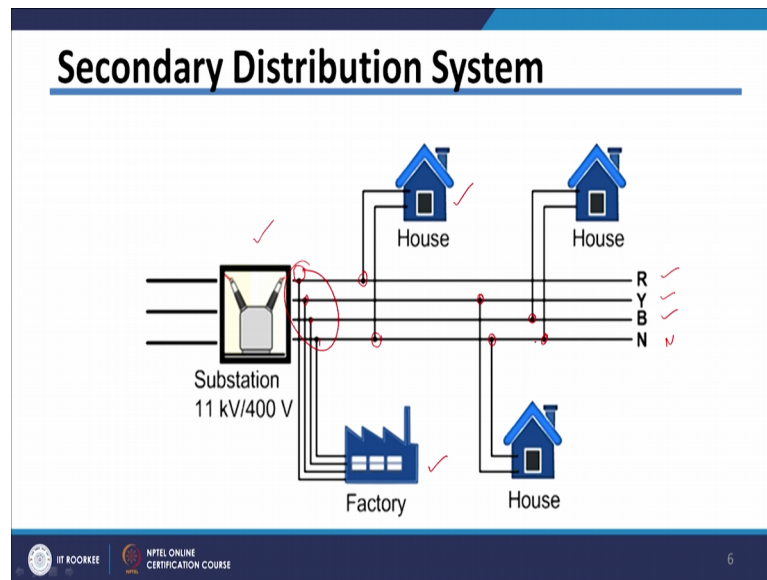 Secondary Distribution System
House
House
R
Y
B
N N
Substation
11 kV/400 V
Factory
House
IIT ROORKEE
NPTEL ONLINE
CERTIFICATION COURSE
6